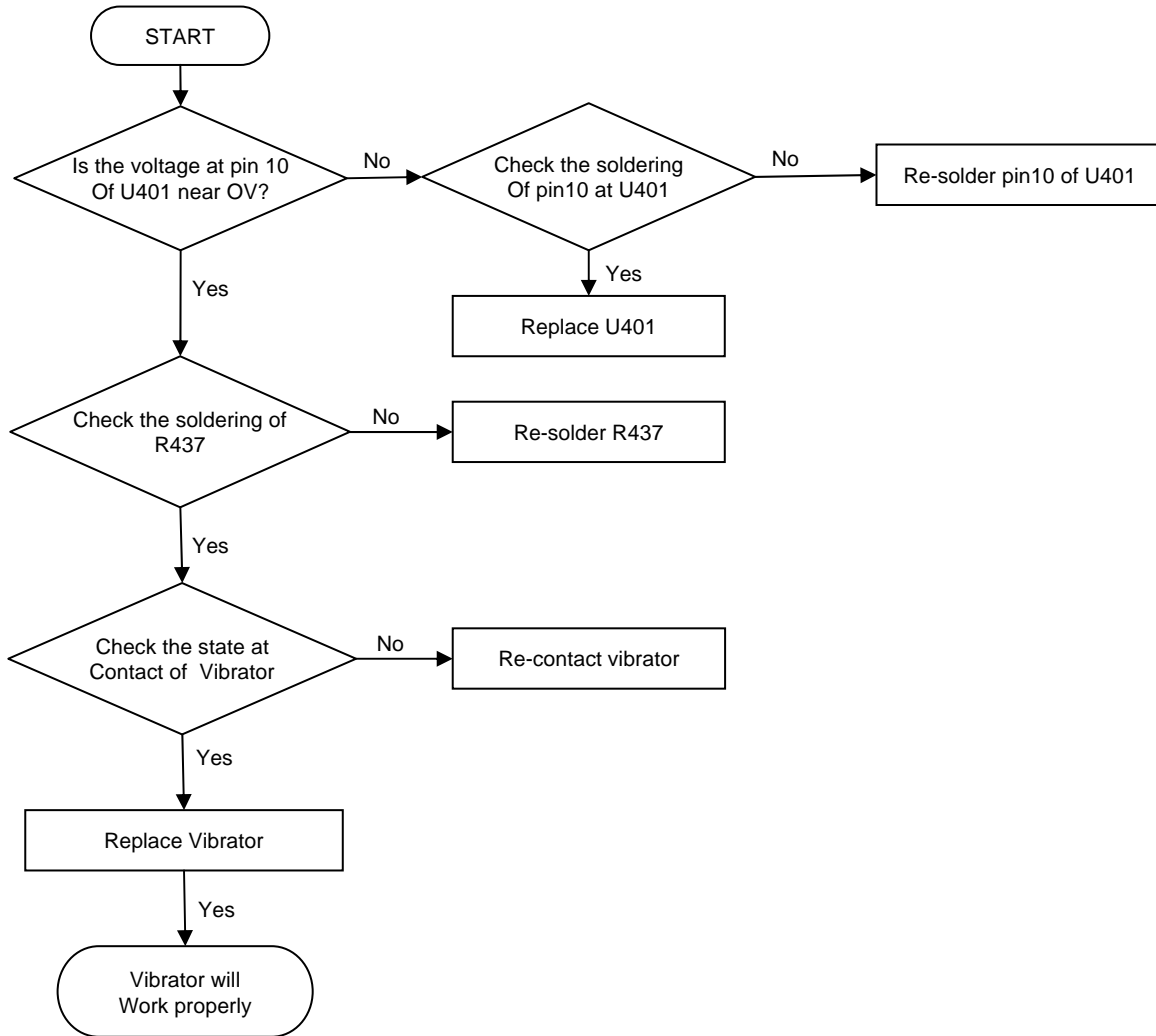 START
Is the voltage at pin 10
Of U401 near OV?
No
Check the soldering
Of pin10 at U401
No
Re-solder pin10 of U401
Yes
Replace U401
Yes
Check the soldering of
R437
No
Re-solder R437
Yes
Check the state at
Contact of Vibrator
No
Re-contact vibrator
Yes
Replace Vibrator
Yes
Vibrator will
Work properly